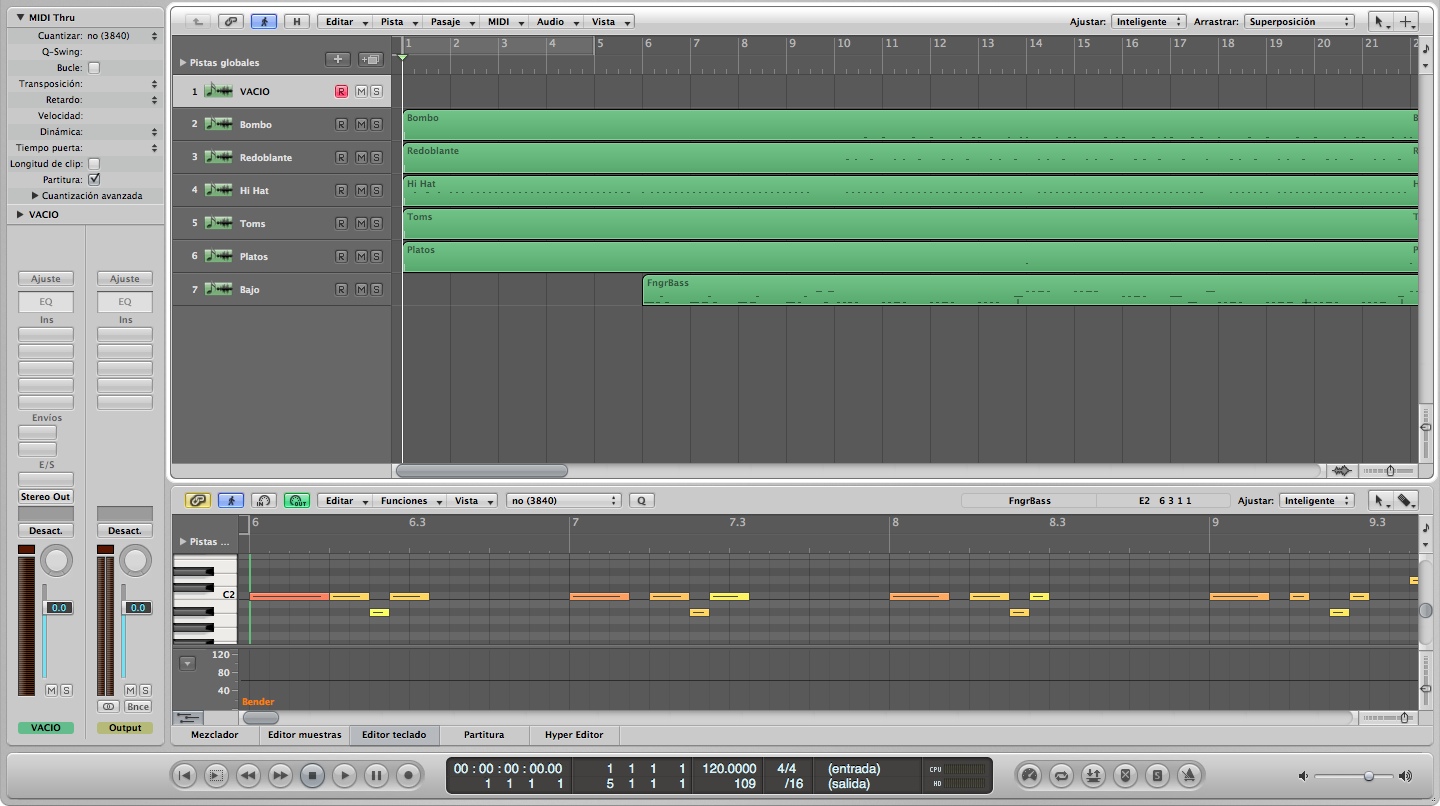 MIDI Thru
Cuantizar: no (3840)
Q-Swing:
Bucle:
Transposición:
Retardo:
Velocidad:
Dinámica:
Tiempo puerta:
Longitud de clip:
Partitura:
Cuantización avanzada
VACIO
Ajuste Ajuste
EQ EQ
Ins Ins
Envíos
E/S
Stereo Out
Desact. Desact.
0.0 0.0
M S M S
Bnce
VACIO Output
H Editar Pista Pasaje MIDI Audio Vista Ajustar: Inteligente Arrastrar: Superposición
1 2 3 4 5 6 7 8 9 10 11 12 13 14 15 16 17 18 19 20 21
Pistas globales
1 VACIO R M S
2 Bombo R M S Bombo
3 Redoblante R M S Redoblante
4 Hi Hat R M S Hi Hat
5 Toms R M S Toms
6 Platos R M S Platos
7 Bajo R M S FngrBass
IN OUT Editar Funciones Vista no (3840) Q FngrBass E2 6 3 1 1 Ajustar: Inteligente
6 6.3 7 7.3 8 8.3 9 9.3
Pistas ...
C2
120
80
40
Bender
Mezclador Editor muestras Editor teclado Partitura Hyper Editor
00 : 00 : 00 : 00.00 1 1 1 1 120.0000 4/4 (entrada) CPU
1 1 1 1 5 1 1 1 109 /16 (salida) HD